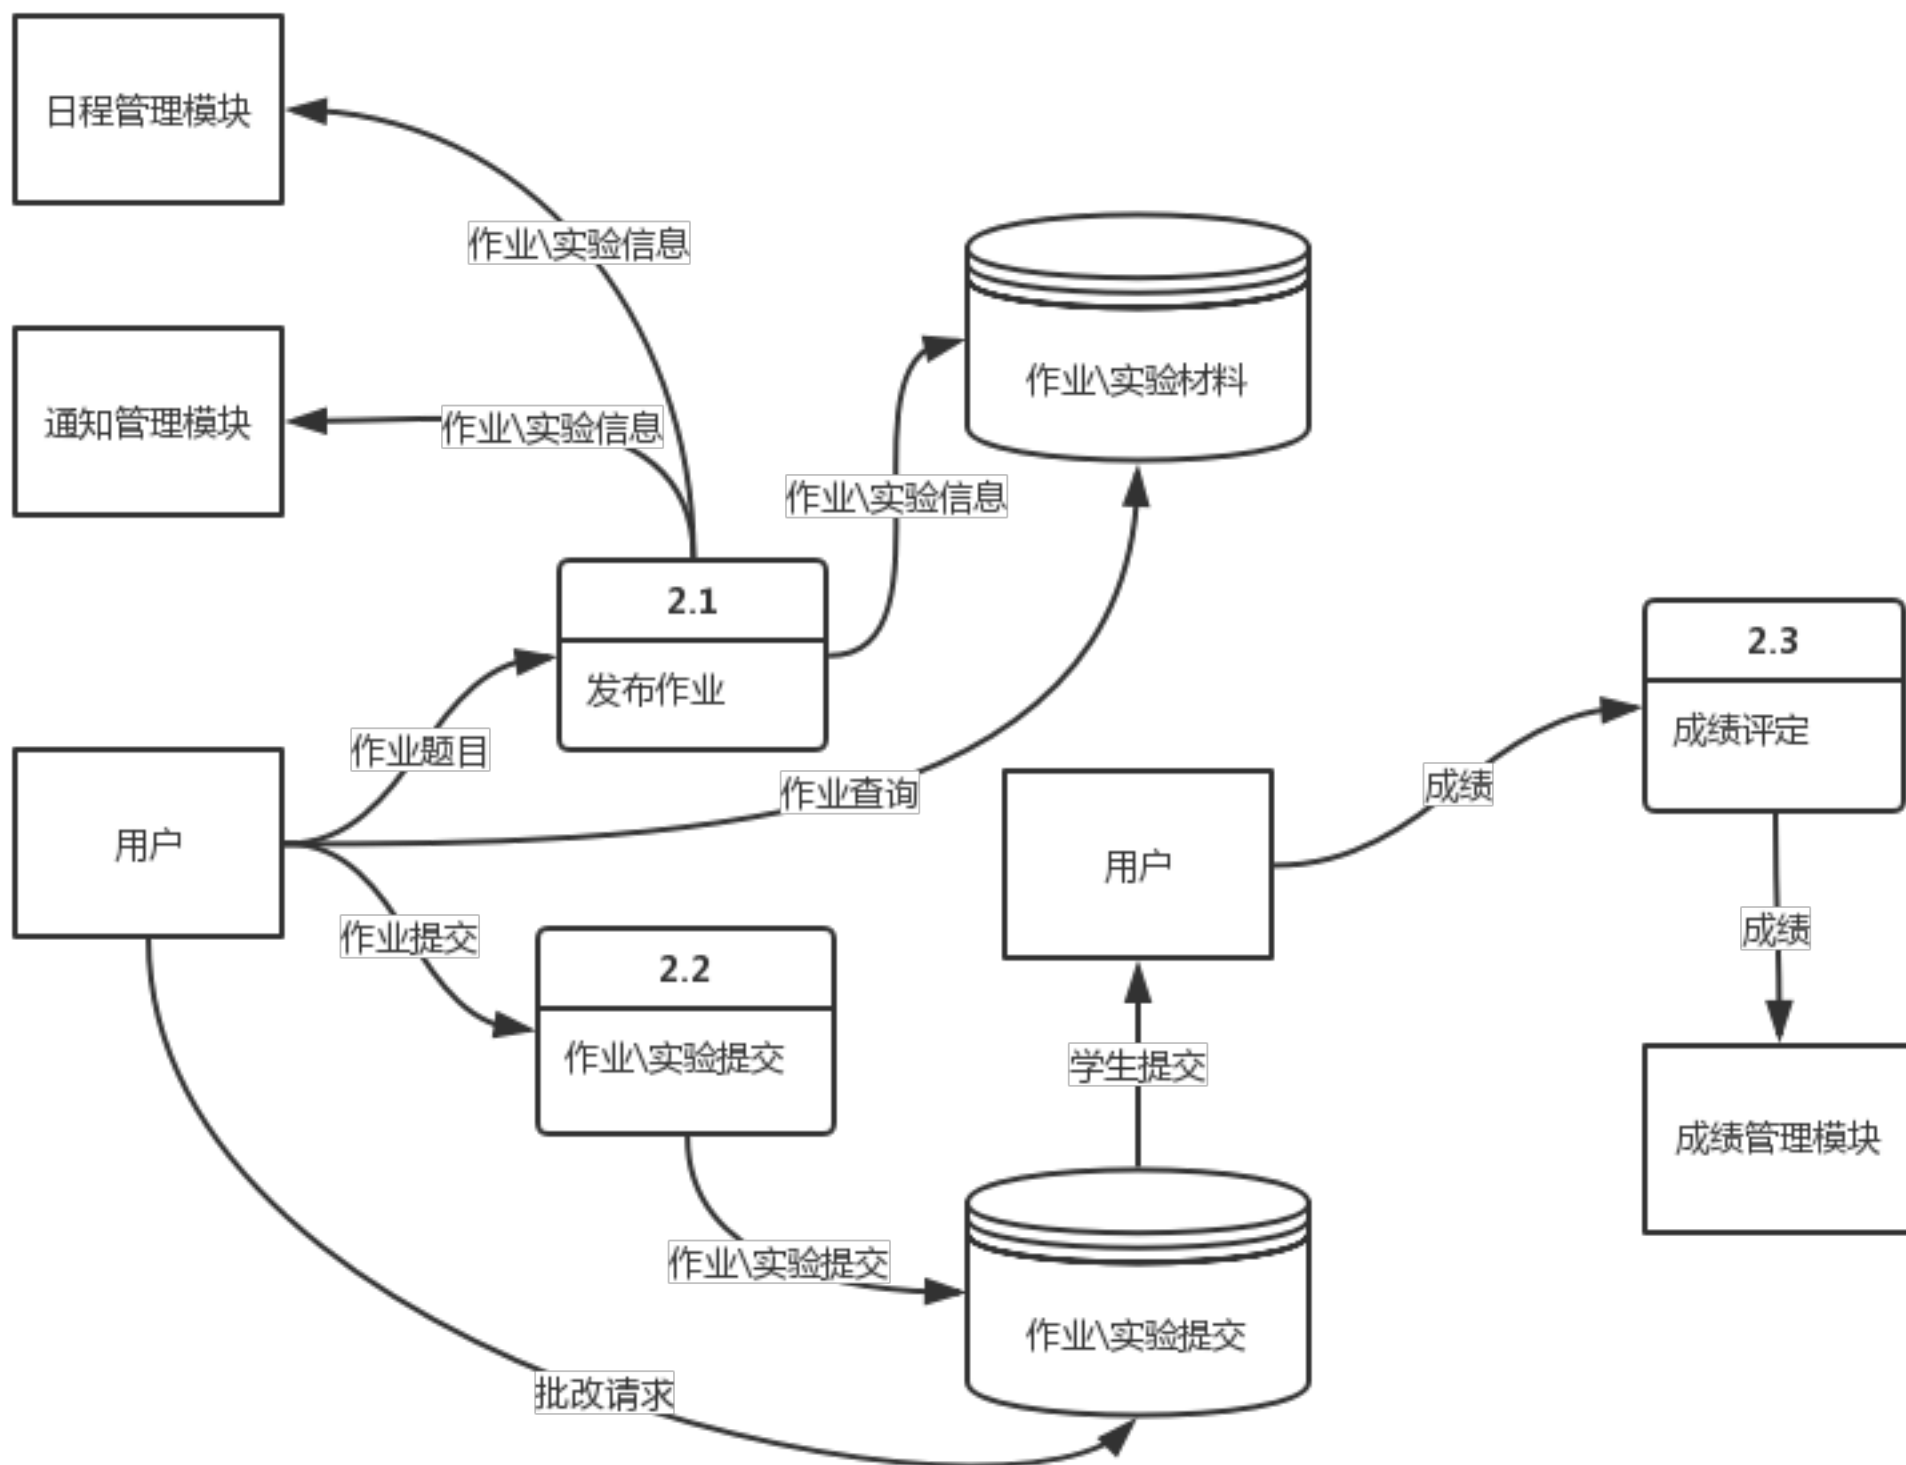 日程管理模块
作业\实验信息
通知管理模块
作业\实验信息
作业\实验材料
作业\实验信息
2.1
发布作业
2.3
成绩评定
作业题目
作业查询
成绩
用户
用户
作业提交
成绩
2.2
作业\实验提交
学生提交
成绩管理模块
作业\实验提交
作业\实验提交
批改请求